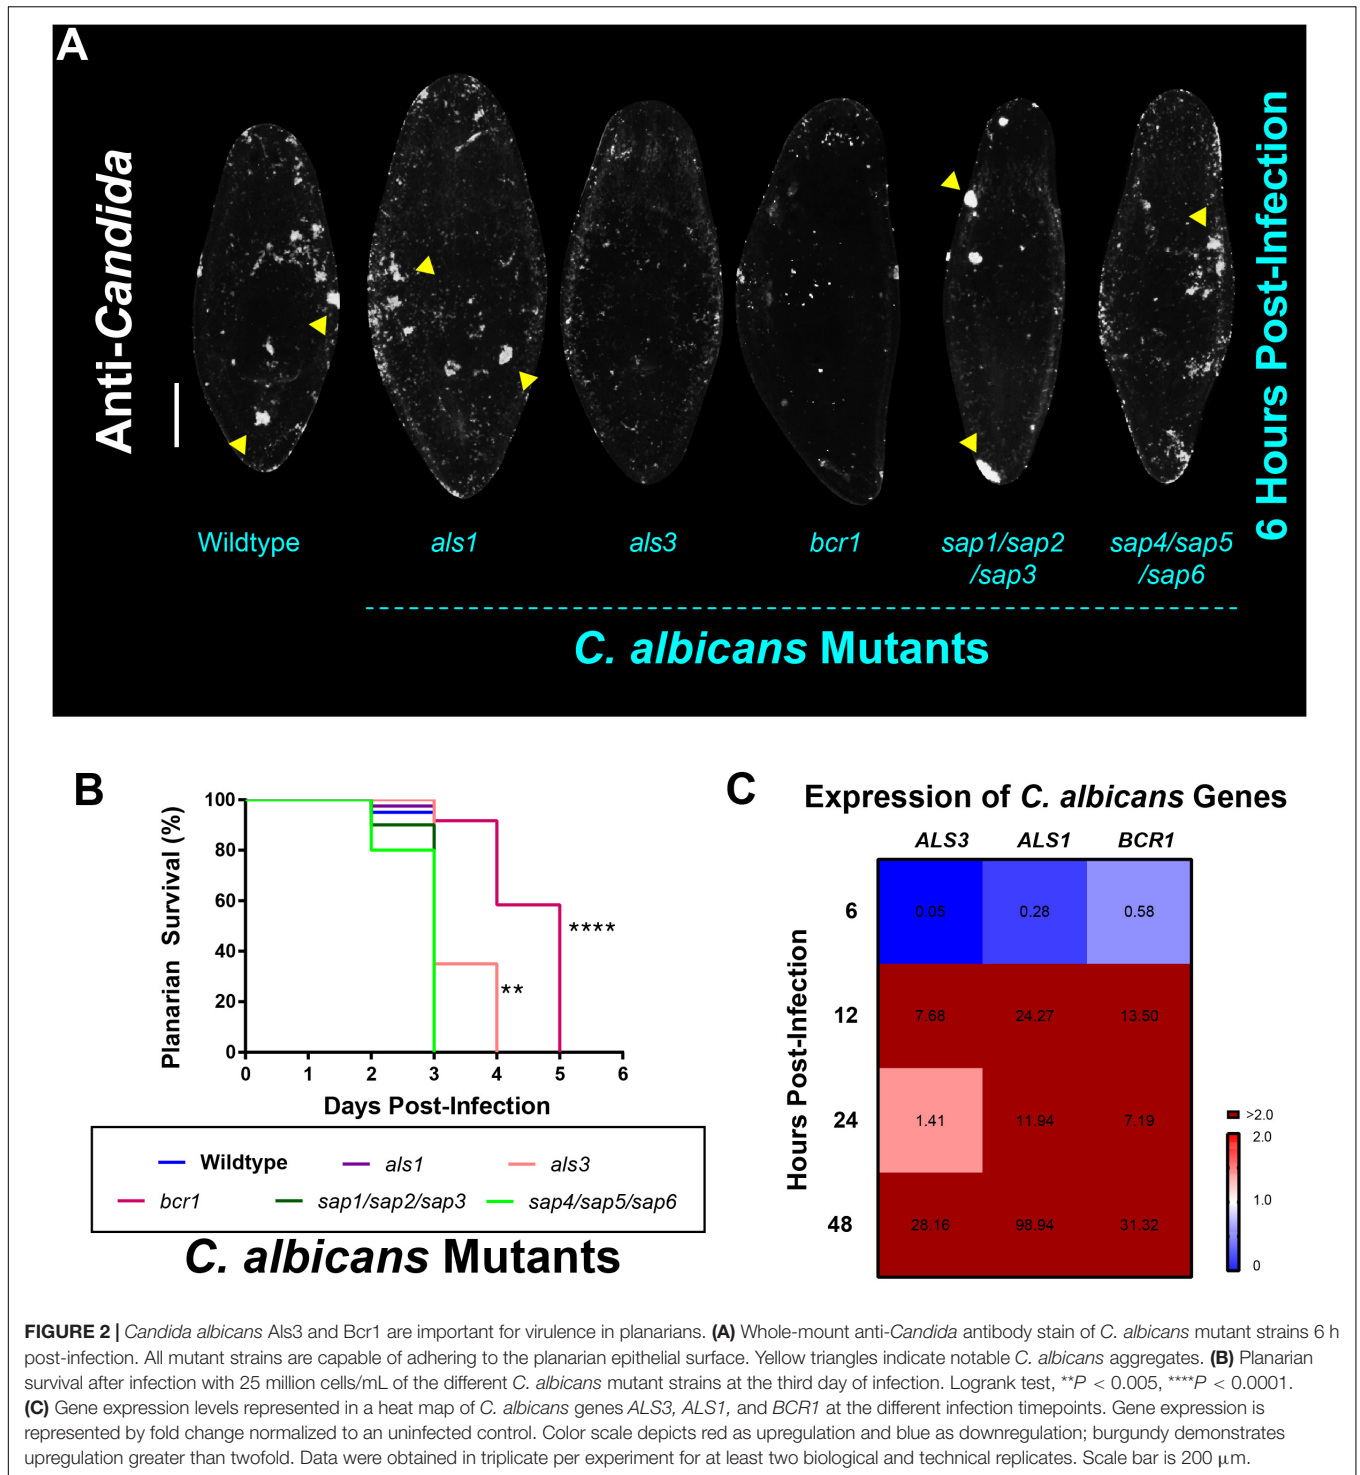 A
Anti-Candida
6 Hours Post-Infection
Wildtype
als1
als3
bcr1
sap1/sap2
/sap3
sap4/sap5
/sap6
C. albicans Mutants
B
Planarian Survival (%)
100
80
60
40
20
0
0 1 2 3 4 5 6
****
**
Days Post-Infection
Wildtype als1 als3
bcr1 sap1/sap2/sap3 sap4/sap5/sap6
C. albicans Mutants
C
Expression of C. albicans Genes
ALS3 ALS1 BCR1
Hours Post-Infection
6 0.05 0.28 0.58
12 7.68 24.27 13.50
24 1.41 11.94 7.19
48 28.16 98.94 31.32
>2.0
2.0
1.0
0
FIGURE 2 | Candida albicans Als3 and Bcr1 are important for virulence in planarians. (A) Whole-mount anti-Candida antibody stain of C. albicans mutant strains 6 h
post-infection. All mutant strains are capable of adhering to the planarian epithelial surface. Yellow triangles indicate notable C. albicans aggregates. (B) Planarian
survival after infection with 25 million cells/mL of the different C. albicans mutant strains at the third day of infection. Logrank test, **P < 0.005, ****P < 0.0001.
(C) Gene expression levels represented in a heat map of C. albicans genes ALS3, ALS1, and BCR1 at the different infection timepoints. Gene expression is
represented by fold change normalized to an uninfected control. Color scale depicts red as upregulation and blue as downregulation; burgundy demonstrates
upregulation greater than twofold. Data were obtained in triplicate per experiment for at least two biological and technical replicates. Scale bar is 200 μm.